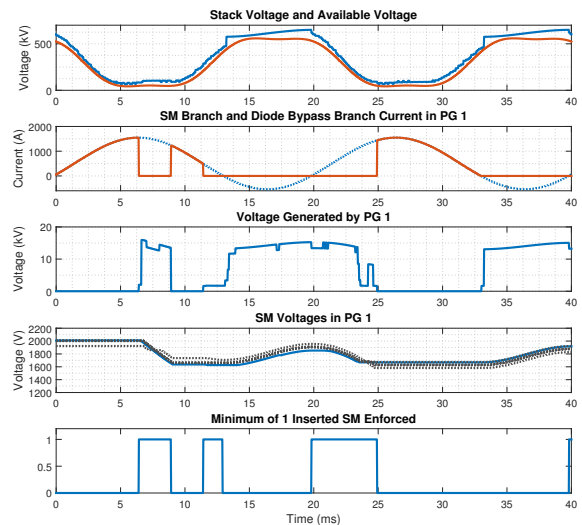 Stack Voltage and Available Voltage
Voltage (kV)
500
0
0 5 10 15 20 25 30 35 40
SM Branch and Diode Bypass Branch Current in PG 1
Current (A)
2000
1000
0
0 5 10 15 20 25 30 35 40
Voltage Generated by PG 1
Voltage (kV)
20
10
0
0 5 10 15 20 25 30 35 40
SM Voltages in PG 1
Voltage (V)
2200
2000
1800
1600
1400
1200
0 5 10 15 20 25 30 35 40
Minimum of 1 Inserted SM Enforced
1
0.5
0
0 5 10 15 20 25 30 35 40
Time (ms)